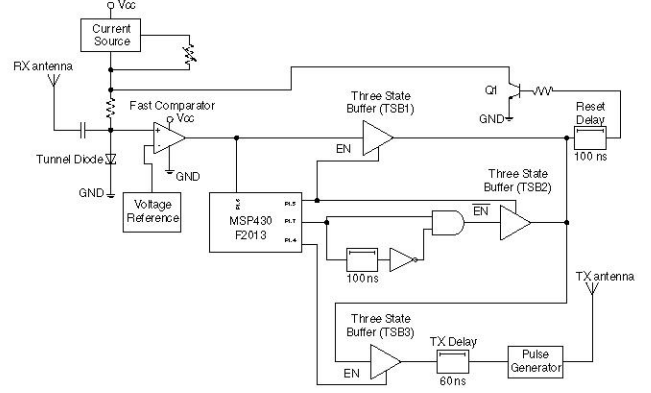 Vcc
Current
Source
RX antenna
Fast Comparator
Vcc
+
-
GND
Tunnel Diode
GND
Voltage
Reference
Three State
Buffer (TSB1)
EN
Q1
GND
Reset
Delay
100 ns
Three State
Buffer (TSB2)
EN
P1.6
P1.5
MSP430
F2013
P1.7
P1.4
100ns
TX antenna
Three State
Buffer (TSB3)
EN
TX Delay
60ns
Pulse
Generator